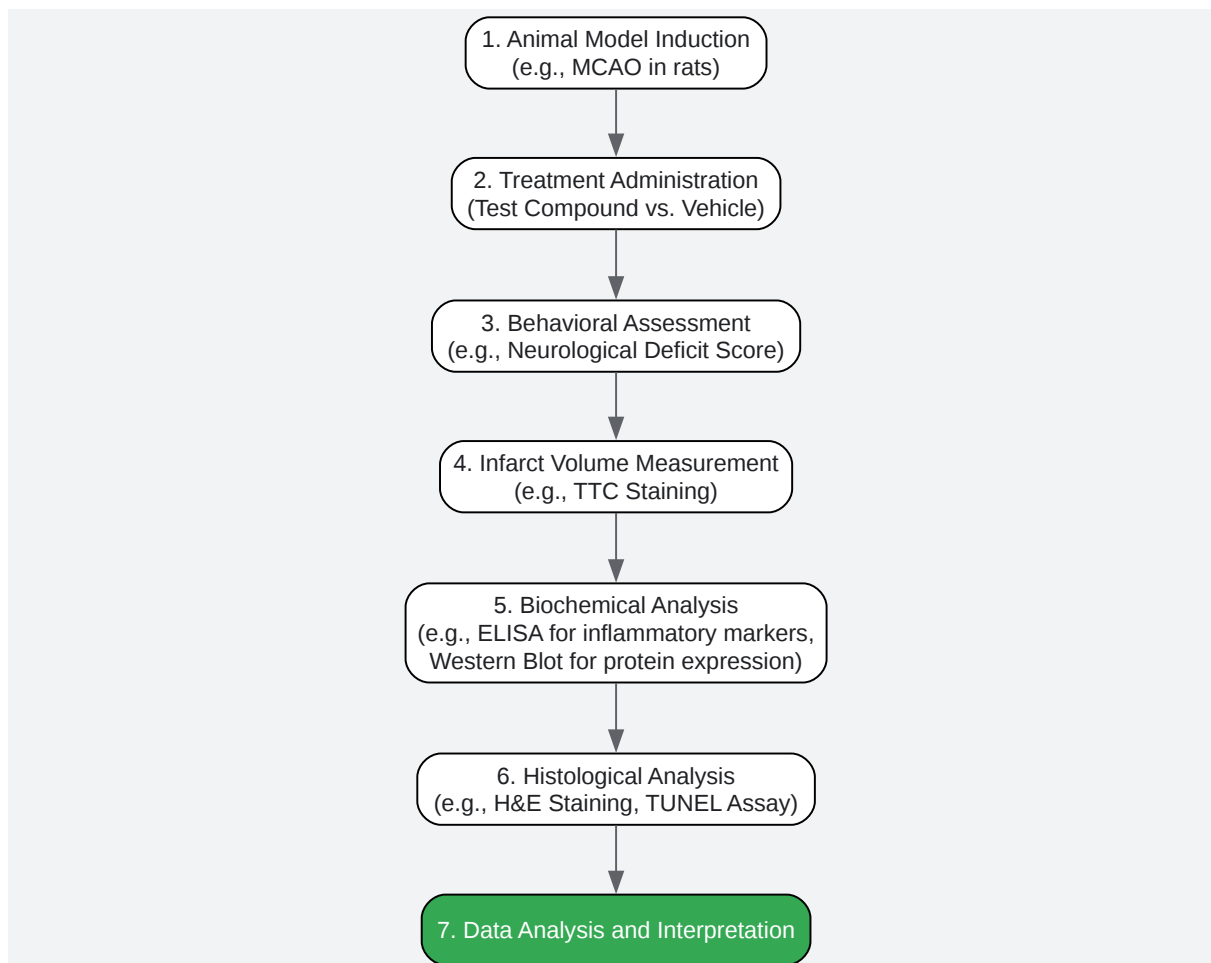 1. Animal Model Induction
(e.g., MCAO in rats)
2. Treatment Administration
(Test Compound vs. Vehicle)
3. Behavioral Assessment
(e.g., Neurological Deficit Score)
4. Infarct Volume Measurement
(e.g., TTC Staining)
5. Biochemical Analysis
(e.g., ELISA for inflammatory markers,
Western Blot for protein expression)
6. Histological Analysis
(e.g., H&E Staining, TUNEL Assay)
7. Data Analysis and Interpretation